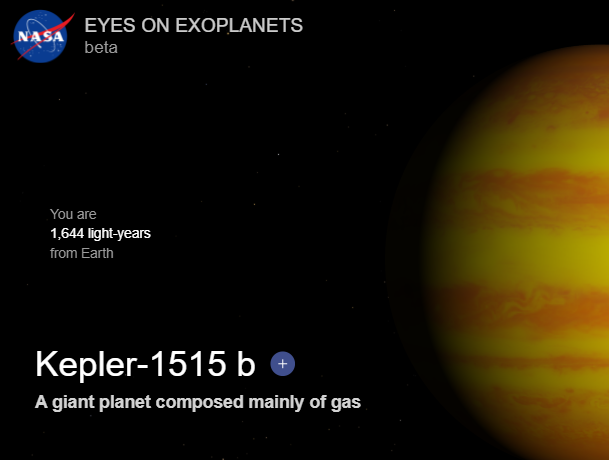 NASA
EYES ON EXOPLANETS
beta
You are
1,644 light-years
from Earth
Kepler-1515 b +
A giant planet composed mainly of gas